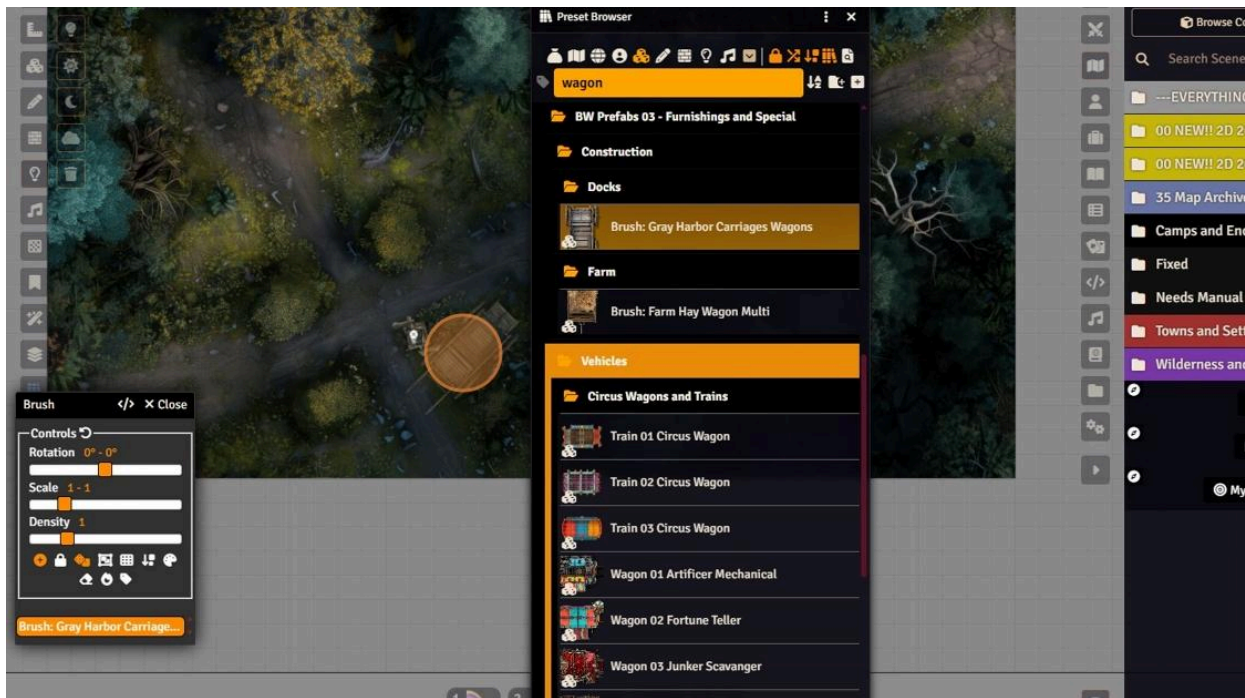 Preset Browser
wagon
BW Prefabs 03 - Furnishings and Special
Construction
Docks
Brush: Gray Harbor Carriages Wagons
Farm
Brush: Farm Hay Wagon Multi
Vehicles
Circus Wagons and Trains
Train 01 Circus Wagon
Train 02 Circus Wagon
Train 03 Circus Wagon
Wagon 01 Artificer Mechanical
Wagon 02 Fortune Teller
Wagon 03 Junker Scavanger
Brush </> X Close
Controls
Rotation 0° - 0°
Scale 1 - 1
Density 1
Brush: Gray Harbor Carriage...
Browse Co
Search Scene
---EVERYTHING
00 NEW!! 2D 2
00 NEW!! 2D 2
35 Map Archive
Camps and Enc
Fixed
Needs Manual
Towns and Sett
Wilderness and
My